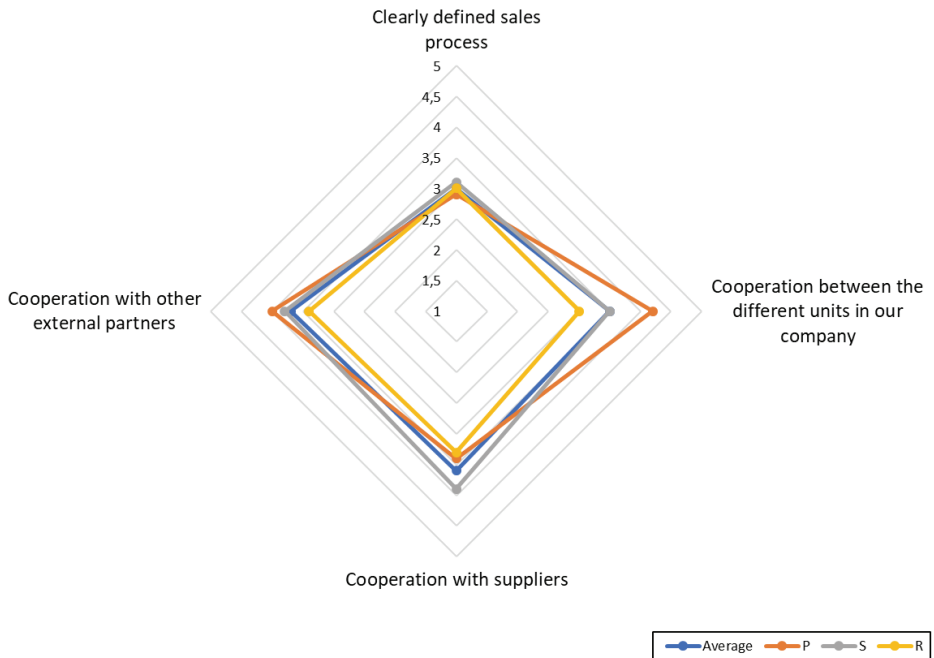 Clearly defined sales
process
5
4,5
4
3,5
3
2,5
2
1,5
1
Cooperation with other
external partners
Cooperation between the
different units in our
company
Cooperation with suppliers
Average P S R